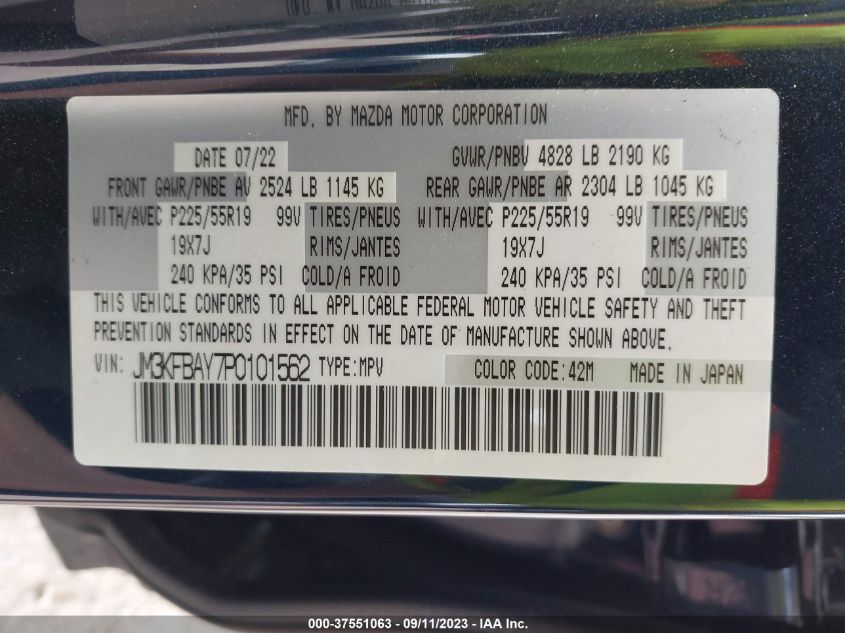 MFD. BY MAZDA MOTOR CORPORATION
DATE 07/22 GVWR/PNBV 4828 LB 2190 KG
FRONT GAWR/PNBE AV 2524 LB 1145 KG REAR GAWR/PNBE AR 2304 LB 1045 KG
WITH/AVEC P225/55R19 99V TIRES/PNEUS WITH/AVEC P225/55R19 99V TIRES/PNEUS
19X7J RIMS/JANTES 19X7J RIMS/JANTES
240 KPA/35 PSI COLD/A FROID 240 KPA/35 PSI COLD/A FROID
THIS VEHICLE CONFORMS TO ALL APPLICABLE FEDERAL MOTOR VEHICLE SAFETY AND THEFT
PREVENTION STANDARDS IN EFFECT ON THE DATE OF MANUFACTURE SHOWN ABOVE.
VIN: JM3KFBAY7P0101562 TYPE:MPV COLOR CODE:42M MADE IN JAPAN
000-37551063 - 09/11/2023 - IAA Inc.